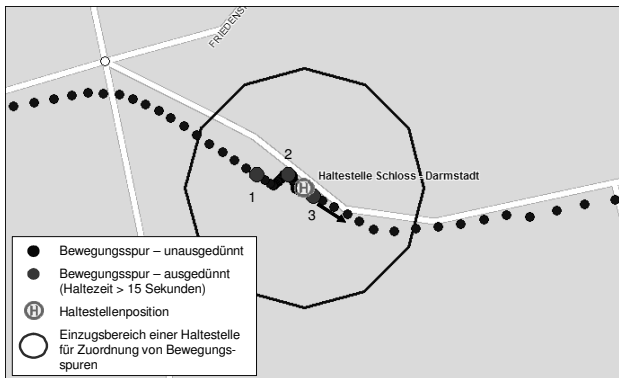 FRIEDENS
2
Haltestelle Schloss - Darmstadt
H
1
3
Bewegungsspur – unausgedünnt
Bewegungsspur – ausgedünnt
(Haltezeit > 15 Sekunden)
H Haltestellenposition
Einzugsbereich einer Haltestelle
für Zuordnung von Bewegungs-
spuren